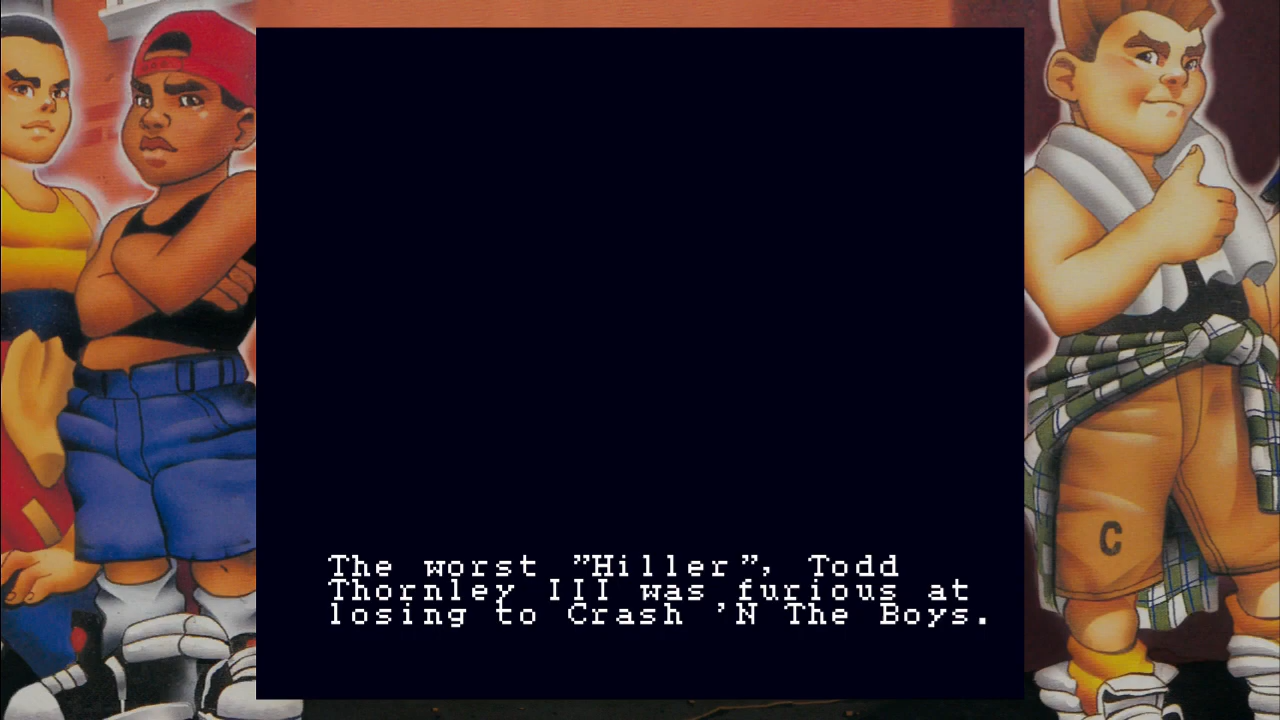 The worst "Hiller", Todd
Thornley III was furious at
losing to Crash 'N The Boys.
C